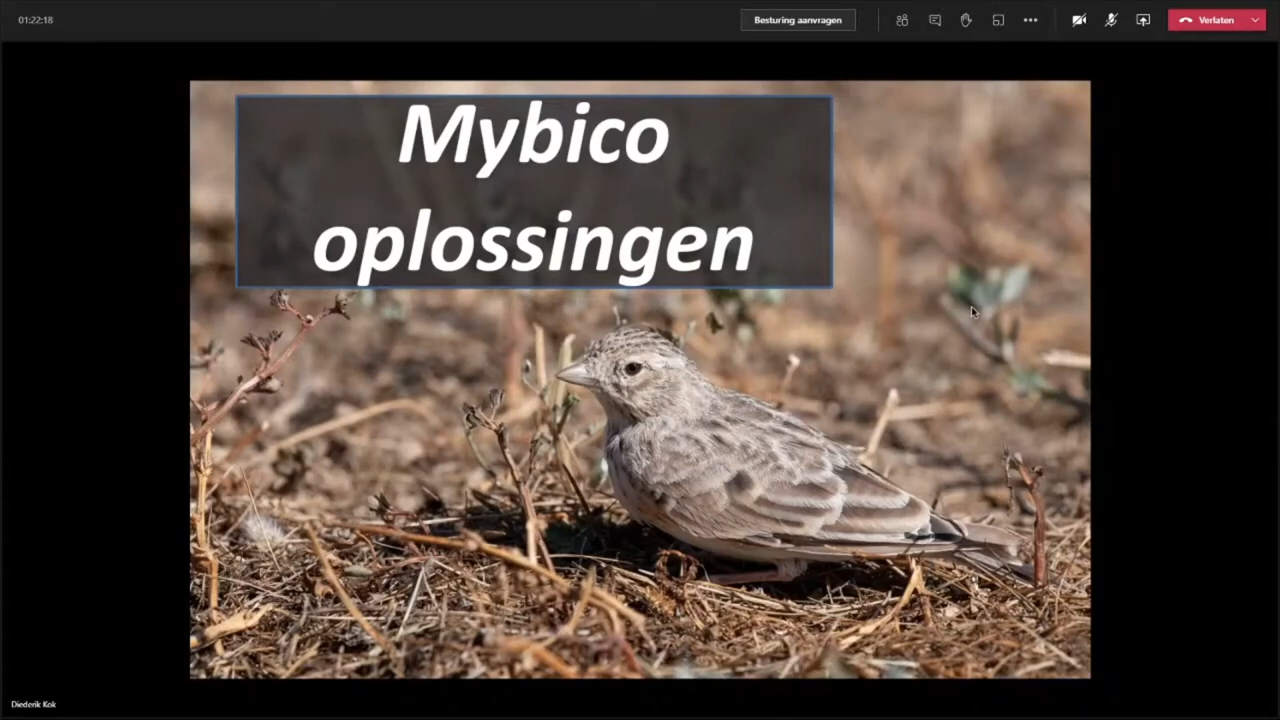 01:22:18
Besturing aanvragen
Verlaten
Mybico
oplossingen
Diederik Kok